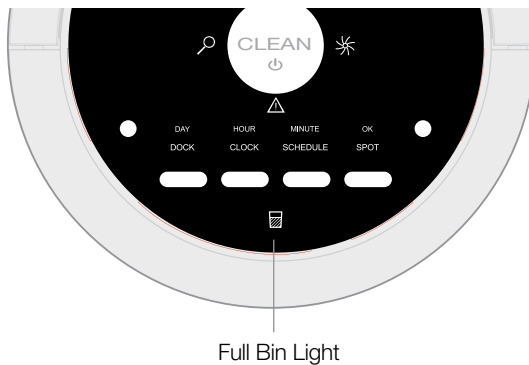 CLEAN
DAY HOUR MINUTE OK
DOCK CLOCK SCHEDULE SPOT
Full Bin Light